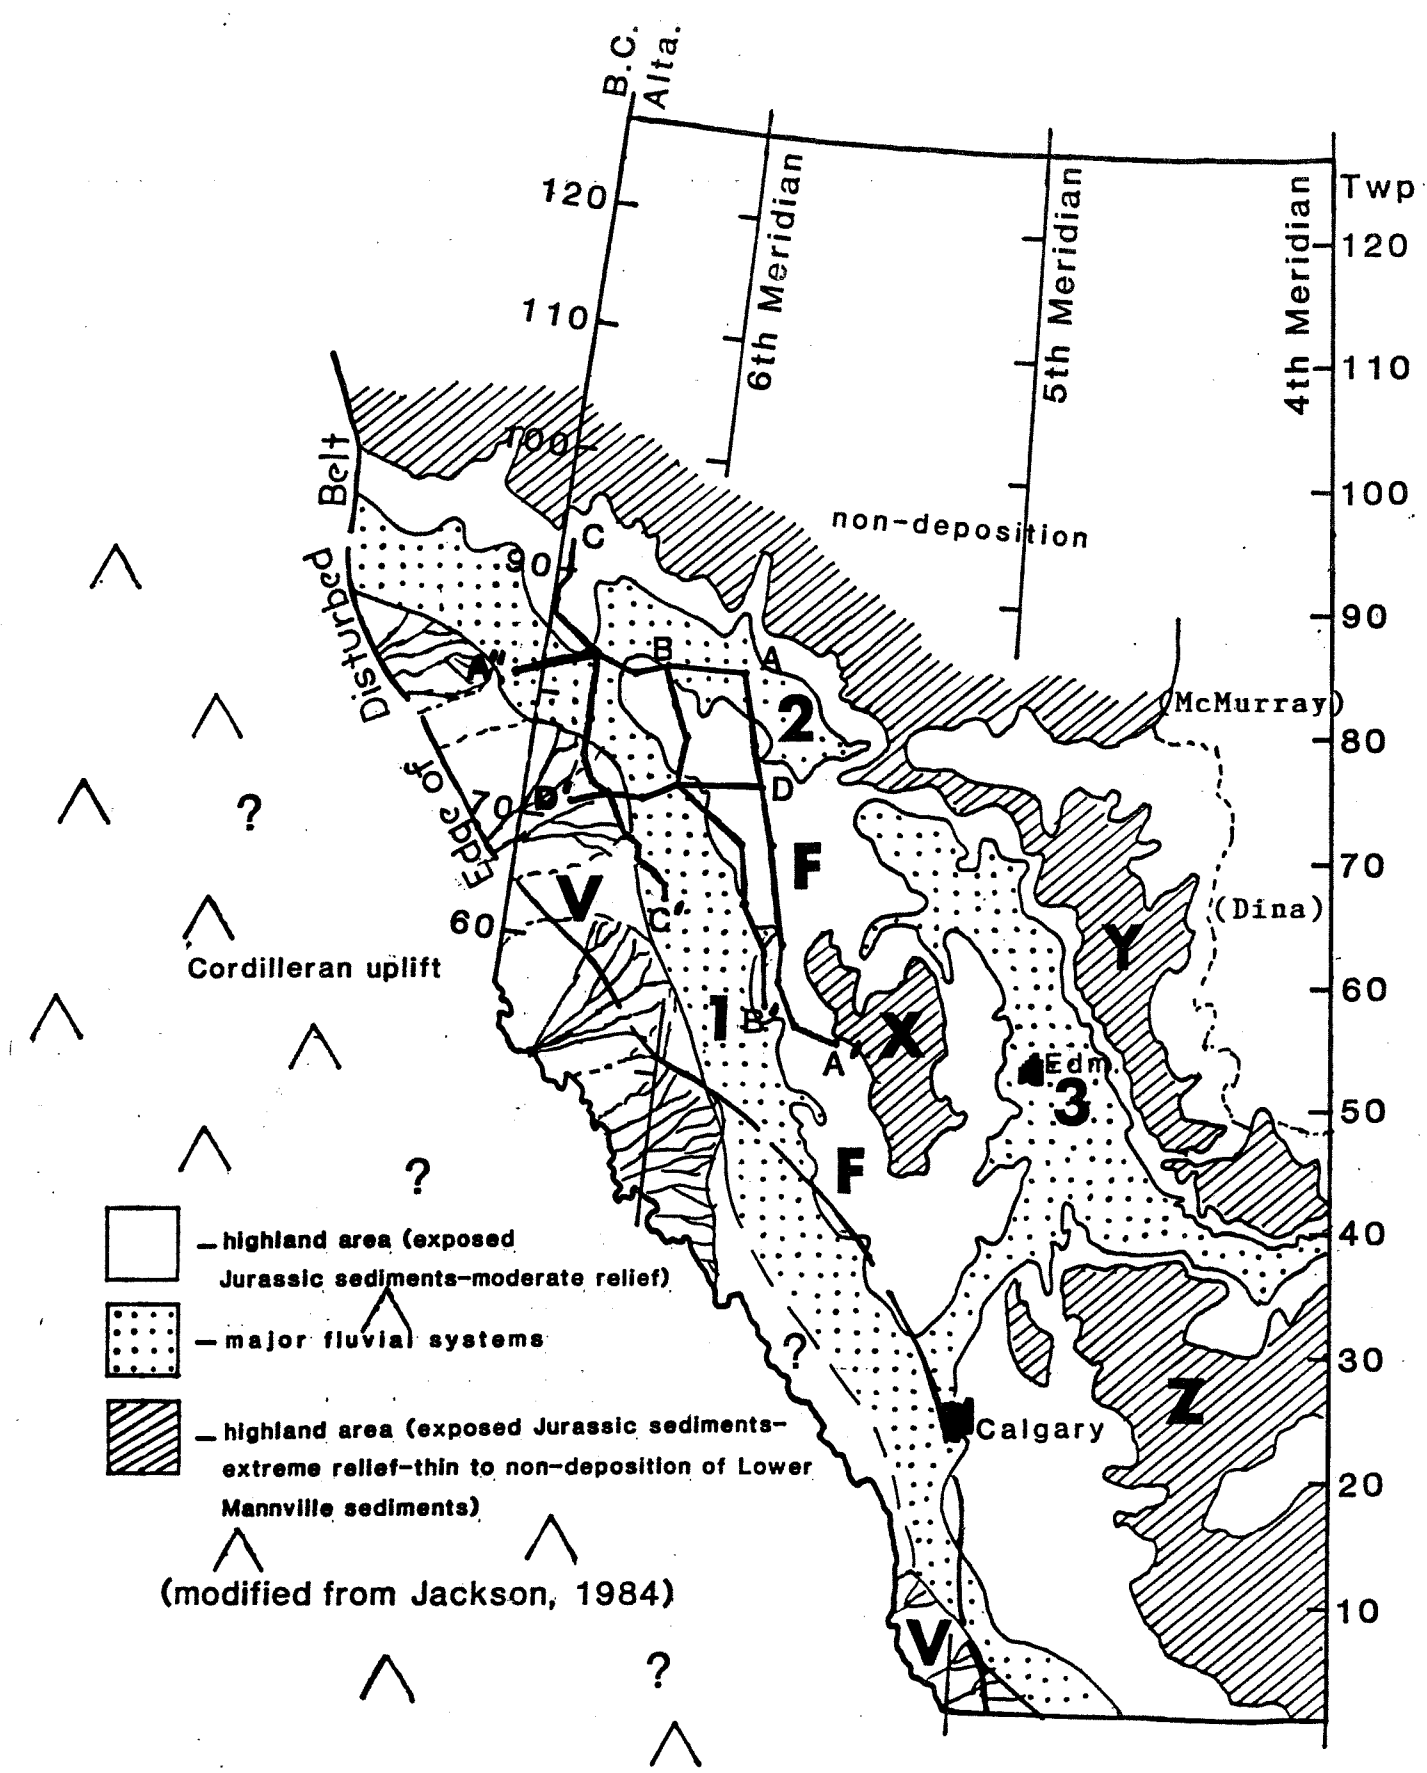 B.C.
Alta.
Twp
120
120
6th Meridian
5th Meridian
4th Meridian
110
110
100
100
non-deposition
Edge of Disturbed Belt
C
90
90
A"
B
A
2
(McMurray)
80
?
70
D'
D
F
70
V
C'
(Dina)
60
Y
Cordilleran uplift
60
1
B'
X
A'
Edm.
3
50
?
F
40
– highland area (exposed
Jurassic sediments–moderate relief)
– major fluvial systems
?
30
Z
– highland area (exposed Jurassic sediments–
extreme relief–thin to non-deposition of Lower
Mannville sediments)
Calgary
20
(modified from Jackson, 1984)
10
V
?